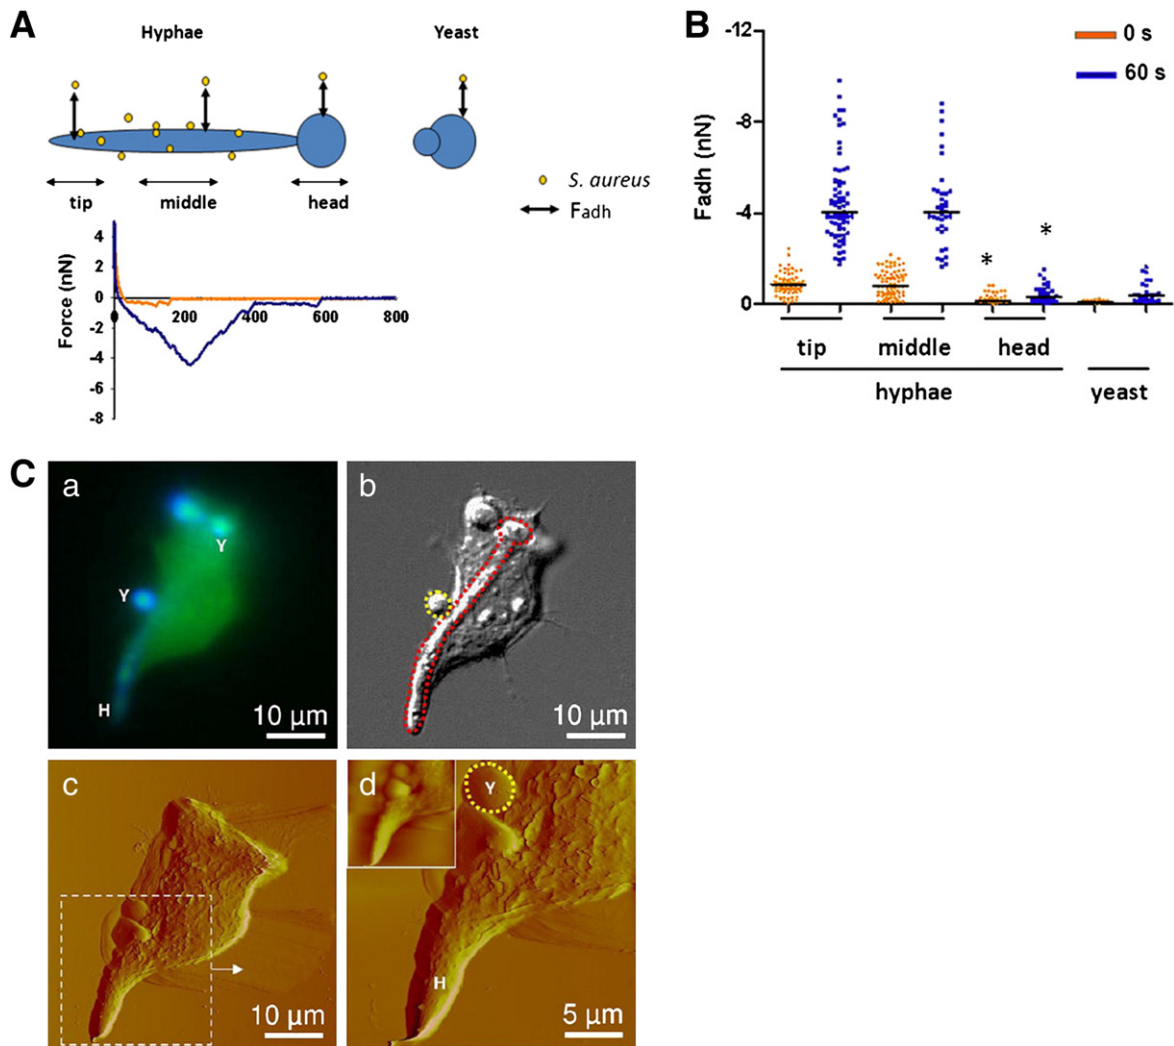 A
Hyphae
Yeast
tip
middle
head
S. aureus
Fadh
Force (nN)
4
2
0
-2
-4
-6
-8
0
200
400
600
800
B
Fadh (nN)
-12
-8
-4
0
0 s
60 s
*
*
tip
middle
head
hyphae
yeast
C
a
Y
Y
H
10 µm
b
10 µm
c
10 µm
d
Y
H
5 µm